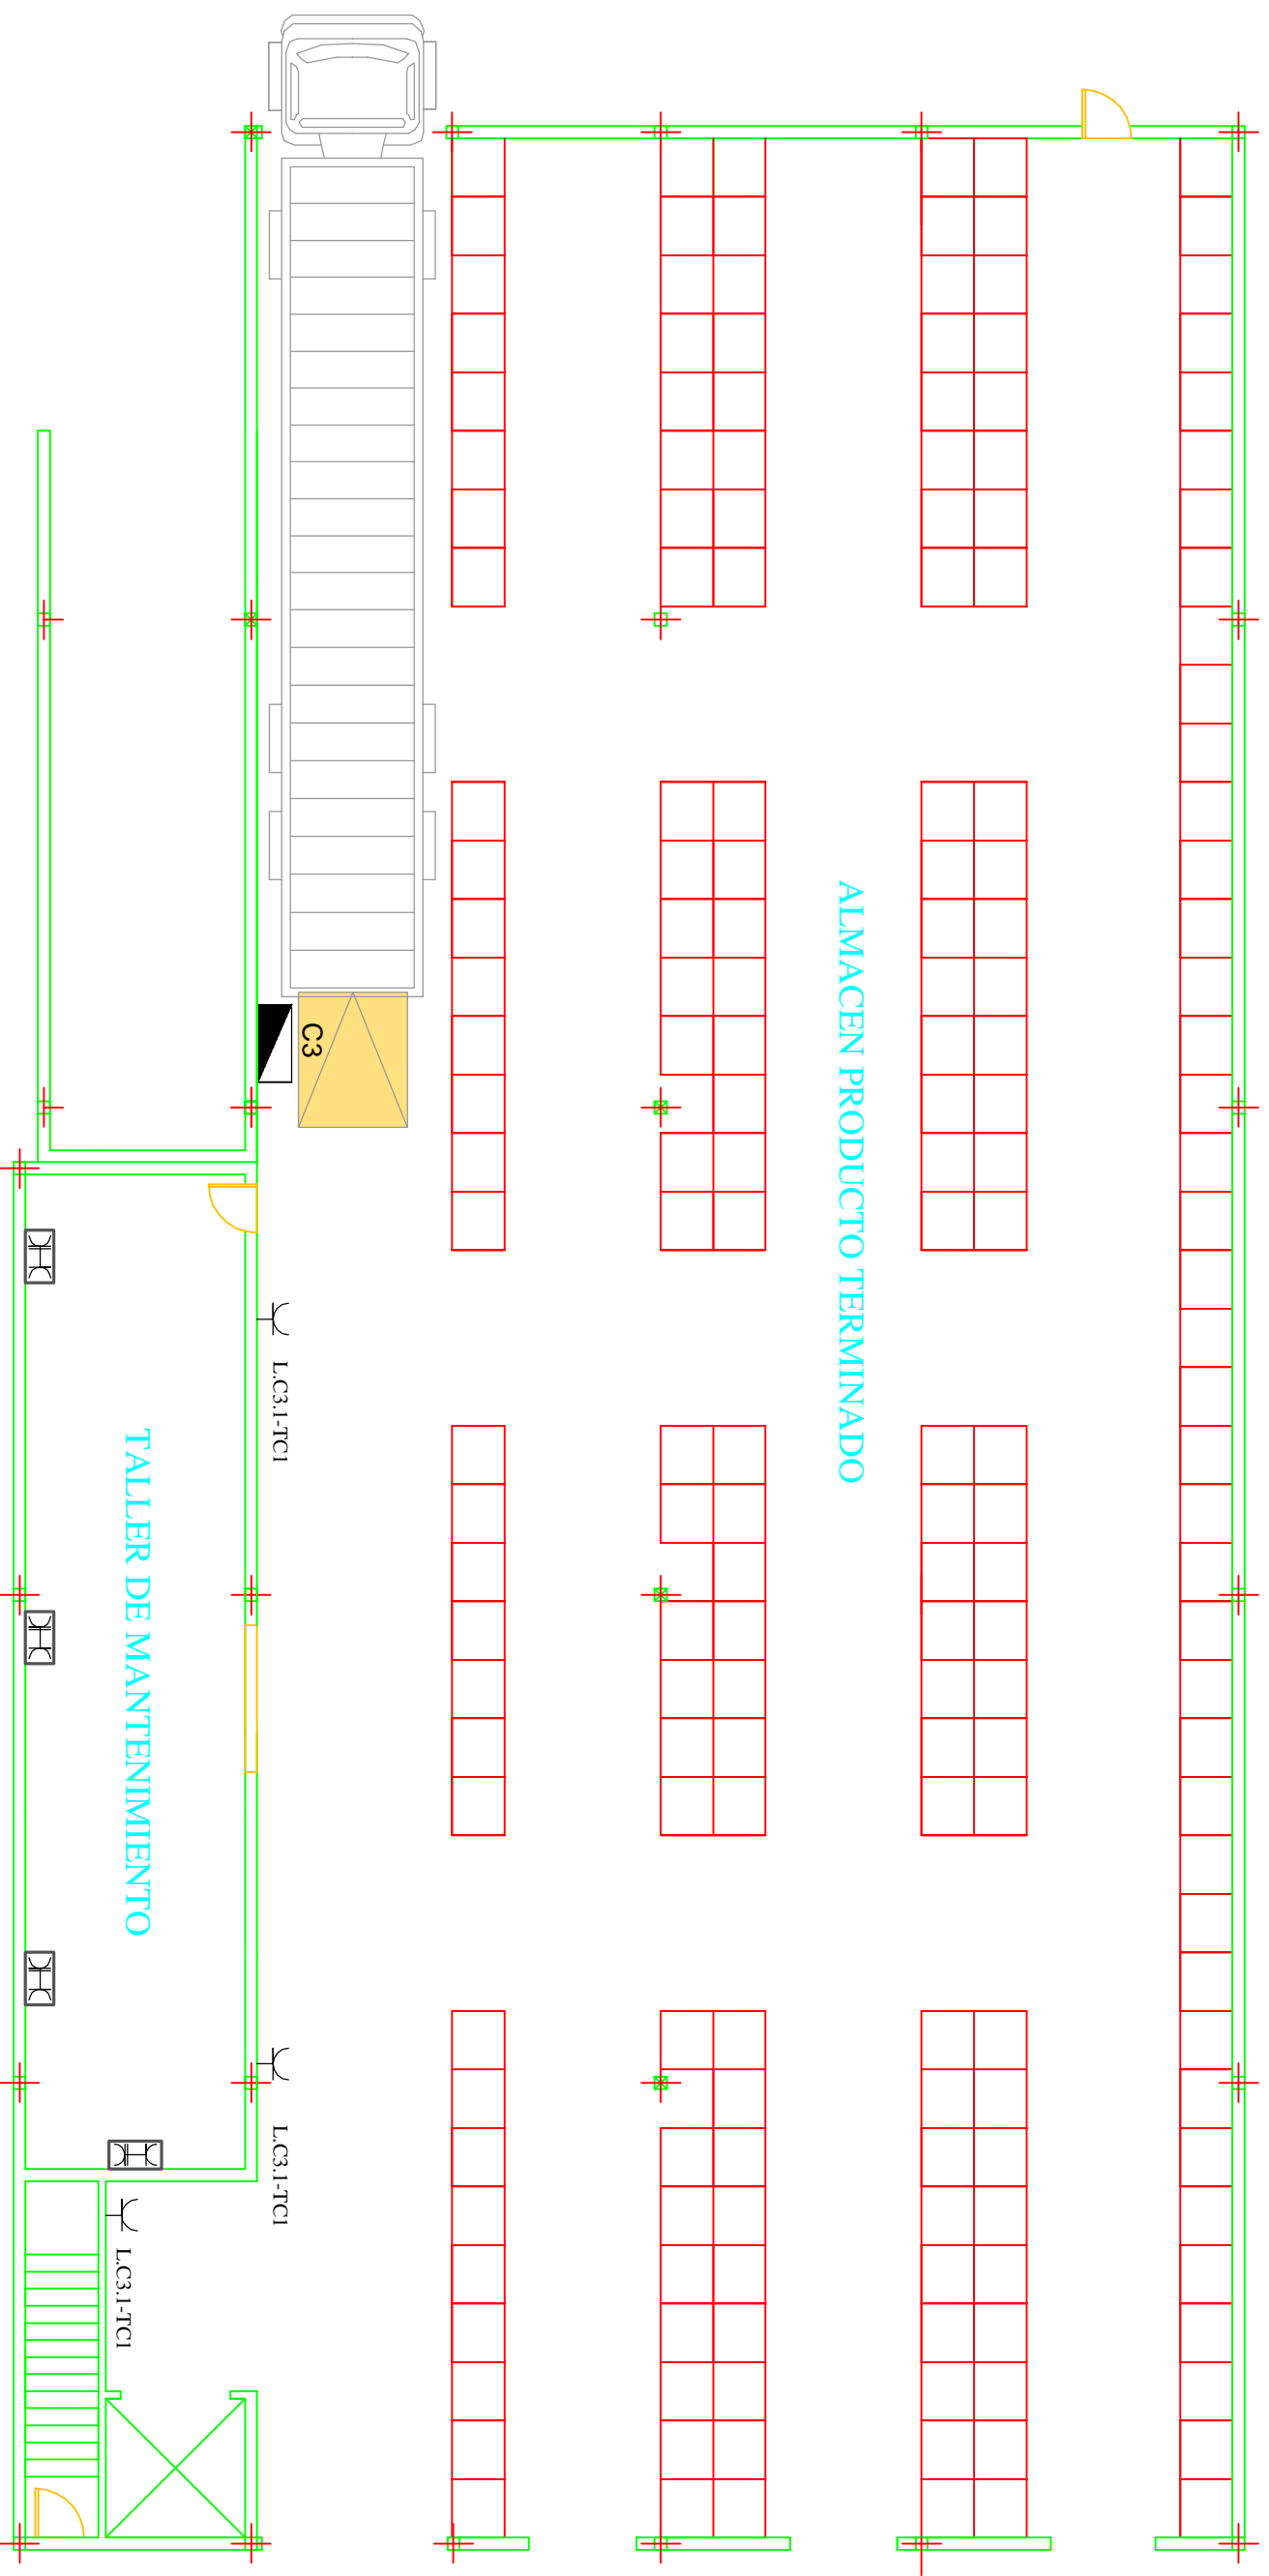 ALMACEN PRODUCTO TERMINADO
C3
L.C3.1-TC1
TALLER DE MANTENIMIENTO
L.C3.1-TC1
L.C3.1-TC1